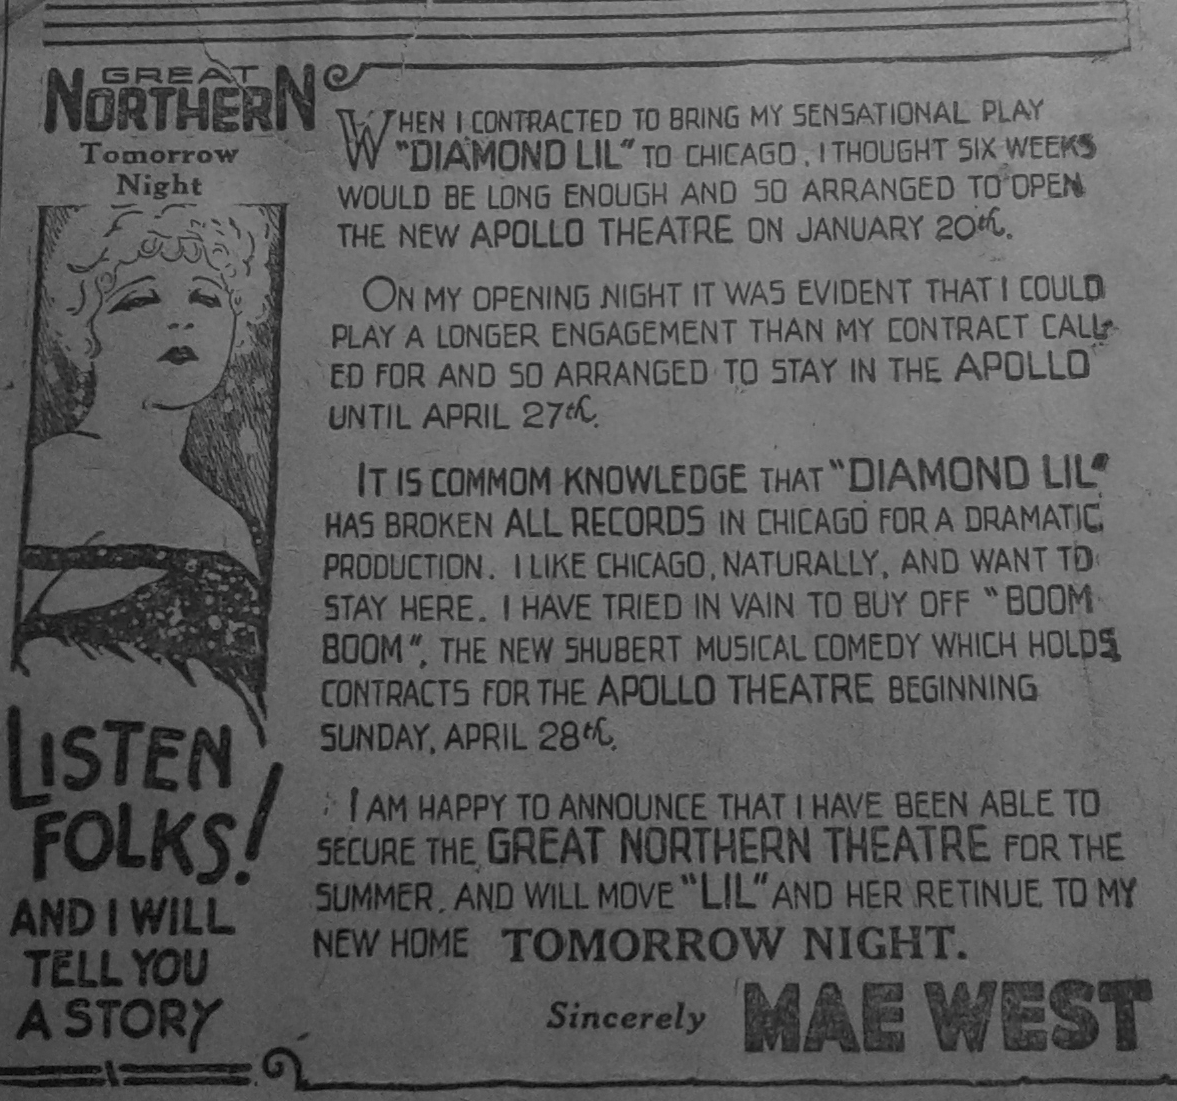 GREAT
NORTHERN
Tomorrow
Night
LISTEN
FOLKS!
AND I WILL
TELL YOU
A STORY
WHEN I CONTRACTED TO BRING MY SENSATIONAL PLAY
"DIAMOND LIL" TO CHICAGO, I THOUGHT SIX WEEKS
WOULD BE LONG ENOUGH AND SO ARRANGED TO OPEN
THE NEW APOLLO THEATRE ON JANUARY 20th.
ON MY OPENING NIGHT IT WAS EVIDENT THAT I COULD
PLAY A LONGER ENGAGEMENT THAN MY CONTRACT CALL-
ED FOR AND SO ARRANGED TO STAY IN THE APOLLO
UNTIL APRIL 27th.
IT IS COMMOM KNOWLEDGE THAT "DIAMOND LIL"
HAS BROKEN ALL RECORDS IN CHICAGO FOR A DRAMATIC
PRODUCTION. I LIKE CHICAGO, NATURALLY, AND WANT TO
STAY HERE. I HAVE TRIED IN VAIN TO BUY OFF "BOOM
BOOM", THE NEW SHUBERT MUSICAL COMEDY WHICH HOLDS
CONTRACTS FOR THE APOLLO THEATRE BEGINNING
SUNDAY, APRIL 28th.
I AM HAPPY TO ANNOUNCE THAT I HAVE BEEN ABLE TO
SECURE THE GREAT NORTHERN THEATRE FOR THE
SUMMER, AND WILL MOVE "LIL" AND HER RETINUE TO MY
NEW HOME TOMORROW NIGHT.
Sincerely MAE WEST